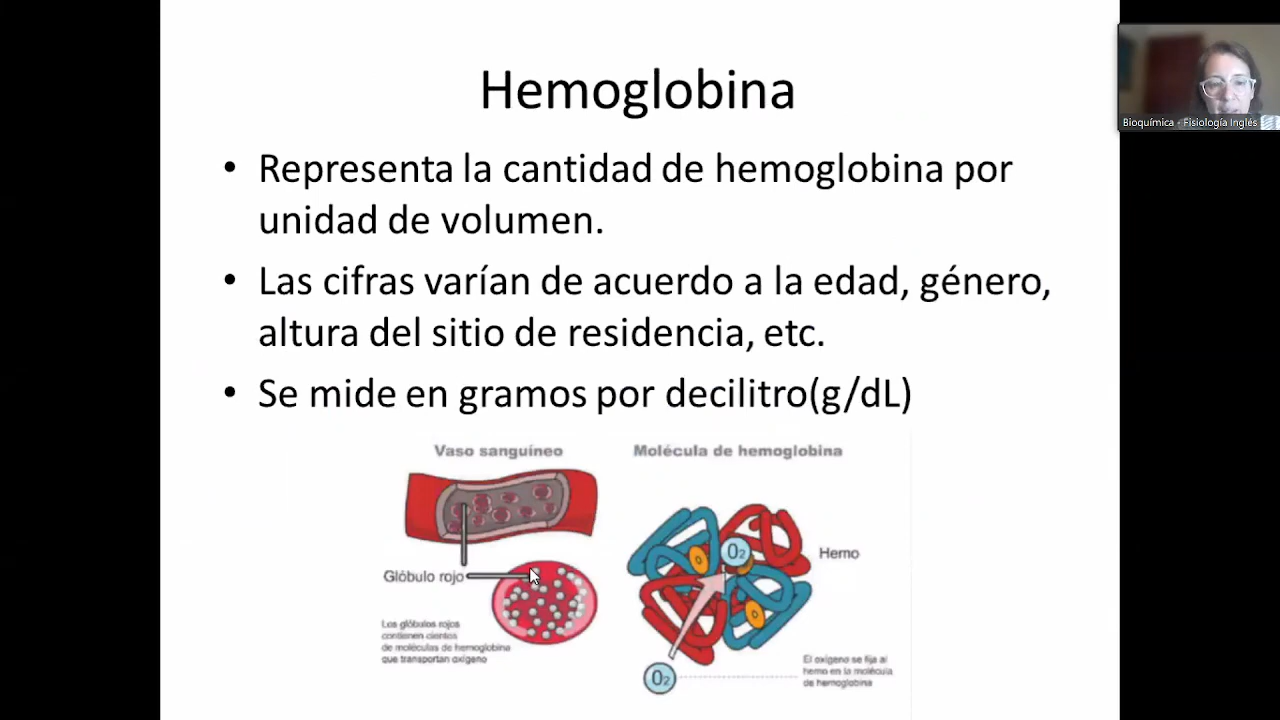 Hemoglobina
• Representa la cantidad de hemoglobina por
unidad de volumen.
• Las cifras varían de acuerdo a la edad, género,
altura del sitio de residencia, etc.
• Se mide en gramos por decilitro(g/dL)
Vaso sanguíneo
Glóbulo rojo
Los glóbulos rojos
contienen cientos
de moléculas de hemoglobina
que transportan oxígeno
Molécula de hemoglobina
O₂
Hemo
O₂
El oxígeno se fija al
hemo en la molécula
de hemoglobina
Bioquímica - Fisiología Inglés